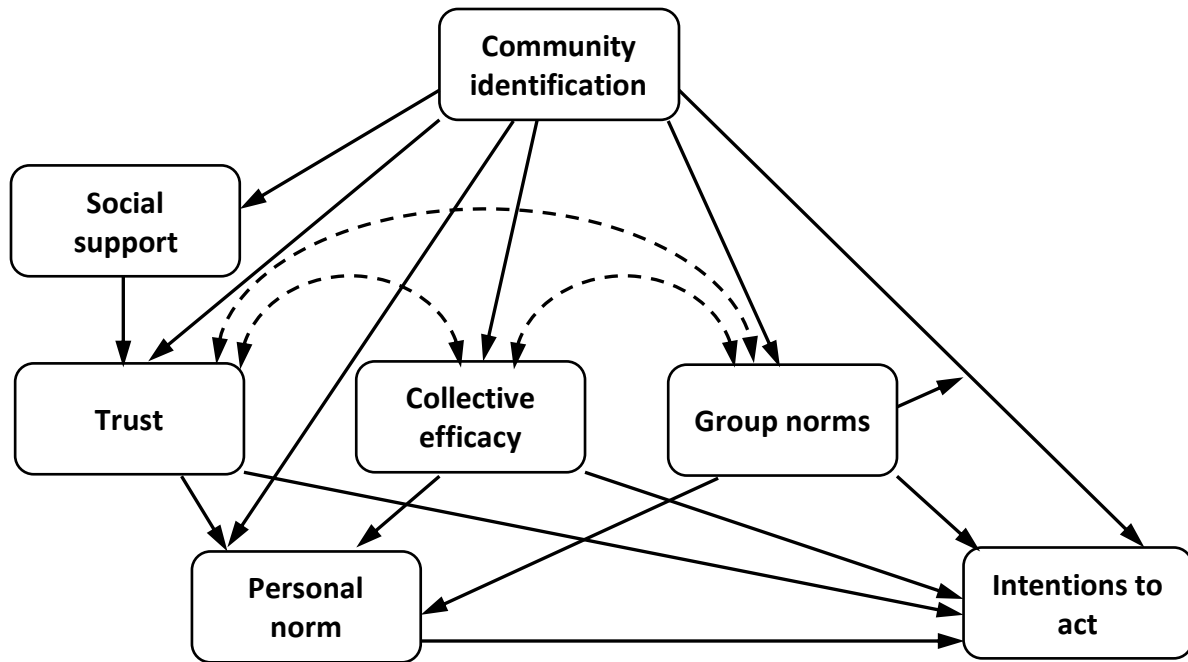 Community
identification
Social
support
Trust
Collective
efficacy
Group norms
Personal
norm
Intentions to
act